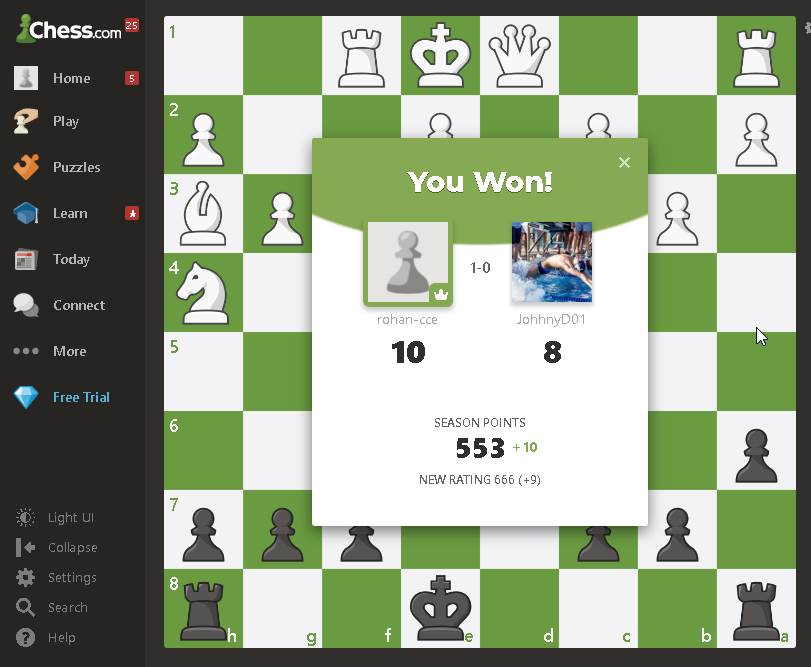 Chess.com 25
Home 5
Play
Puzzles
Learn
Today
Connect
More
Free Trial
Light UI
Collapse
Settings
Search
Help
1
2
3
4
5
6
7
8
h g f e d c b a
You Won!
×
1-0
rohan-cce
JohhnyD01
10 8
SEASON POINTS
553 +10
NEW RATING 666 (+9)